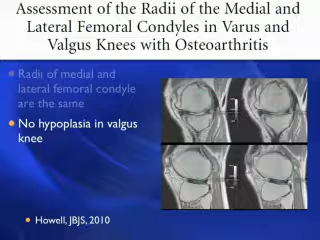 Assessment of the Radii of the Medial and
Lateral Femoral Condyles in Varus and
Valgus Knees with Osteoarthritis
Radii of medial and
lateral femoral condyle
are the same
No hypoplasia in valgus
knee
Howell, JBJS, 2010